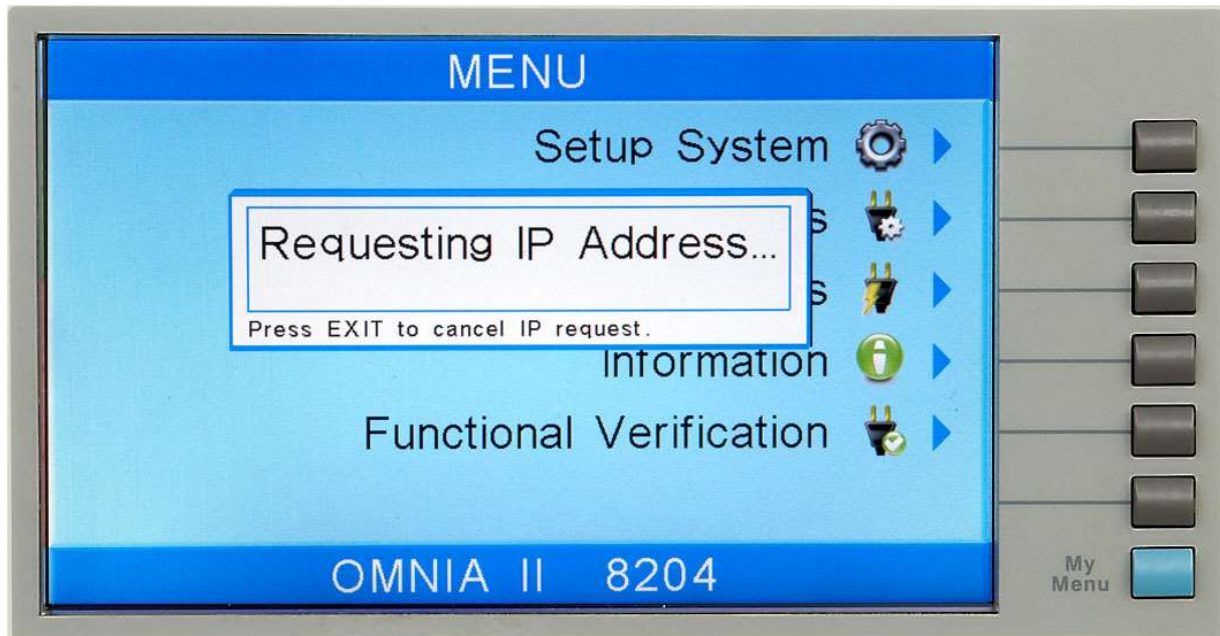 MENU
Setup System
s
Requesting IP Address...
s
Press EXIT to cancel IP request.
Information
Functional Verification
OMNIA II 8204
My
Menu